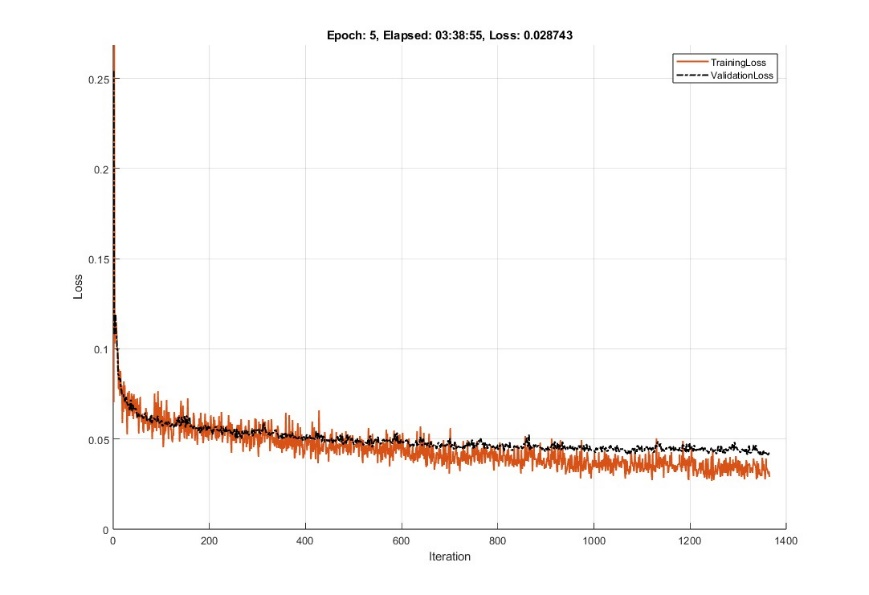 Epoch: 5, Elapsed: 03:38:55, Loss: 0.028743
TrainingLoss
ValidationLoss
0.25
0.2
0.15
0.1
0.05
0
Loss
0 200 400 600 800 1000 1200 1400
Iteration